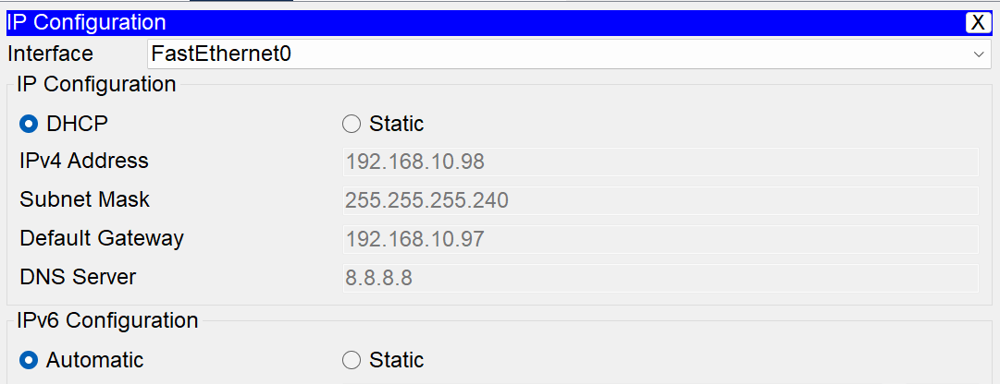 IP Configuration X
Interface FastEthernet0
IP Configuration
DHCP Static
IPv4 Address 192.168.10.98
Subnet Mask 255.255.255.240
Default Gateway 192.168.10.97
DNS Server 8.8.8.8
IPv6 Configuration
Automatic Static